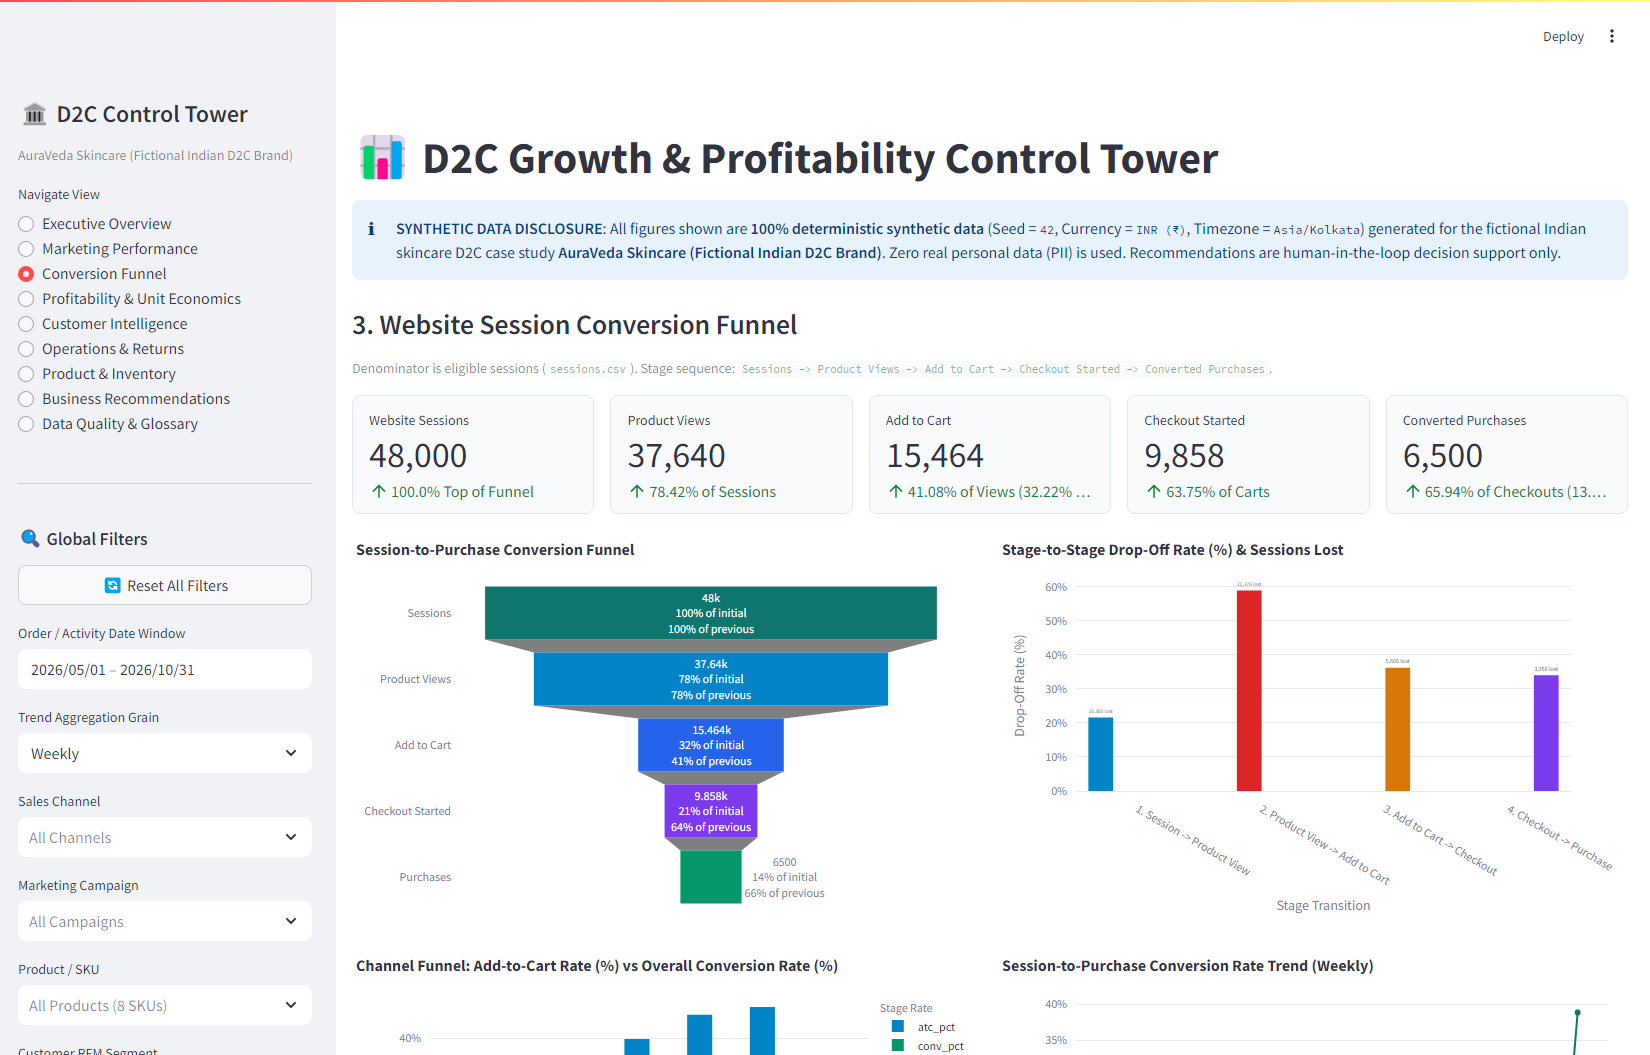 Deploy
D2C Control Tower
AuraVeda Skincare (Fictional Indian D2C Brand)
Navigate View
Executive Overview
Marketing Performance
Conversion Funnel
Profitability & Unit Economics
Customer Intelligence
Operations & Returns
Product & Inventory
Business Recommendations
Data Quality & Glossary
Global Filters
Reset All Filters
Order / Activity Date Window
2026/05/01 – 2026/10/31
Trend Aggregation Grain
Weekly
Sales Channel
All Channels
Marketing Campaign
All Campaigns
Product / SKU
All Products (8 SKUs)
Customer RFM Segment
D2C Growth & Profitability Control Tower
SYNTHETIC DATA DISCLOSURE: All figures shown are 100% deterministic synthetic data (Seed = 42, Currency = INR (₹), Timezone = Asia/Kolkata) generated for the fictional Indian
skincare D2C case study AuraVeda Skincare (Fictional Indian D2C Brand). Zero real personal data (PII) is used. Recommendations are human-in-the-loop decision support only.
3. Website Session Conversion Funnel
Denominator is eligible sessions ( sessions.csv ). Stage sequence: Sessions -> Product Views -> Add to Cart -> Checkout Started -> Converted Purchases .
Website Sessions
48,000
↑ 100.0% Top of Funnel
Product Views
37,640
↑ 78.42% of Sessions
Add to Cart
15,464
↑ 41.08% of Views (32.22% …
Checkout Started
9,858
↑ 63.75% of Carts
Converted Purchases
6,500
↑ 65.94% of Checkouts (13.…
Session-to-Purchase Conversion Funnel
Sessions
48k
100% of initial
100% of previous
Product Views
37.64k
78% of initial
78% of previous
Add to Cart
15.464k
32% of initial
41% of previous
Checkout Started
9.858k
21% of initial
64% of previous
Purchases
6500
14% of initial
66% of previous
Stage-to-Stage Drop-Off Rate (%) & Sessions Lost
Drop-Off Rate (%)
60%
50%
40%
30%
20%
10%
0%
10,360 lost
22,176 lost
5,606 lost
3,358 lost
1. Session -> Product View
2. Product View -> Add to Cart
3. Add to Cart -> Checkout
4. Checkout -> Purchase
Stage Transition
Channel Funnel: Add-to-Cart Rate (%) vs Overall Conversion Rate (%)
40%
Stage Rate
atc_pct
conv_pct
Session-to-Purchase Conversion Rate Trend (Weekly)
40%
35%